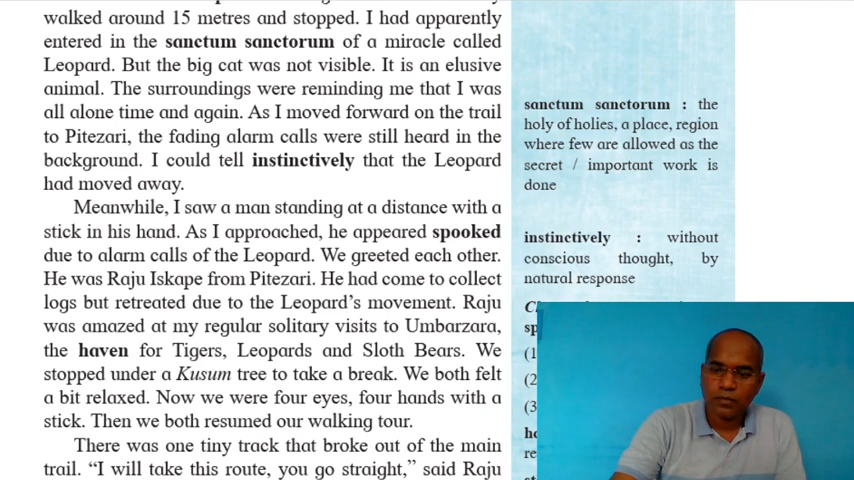 walked around 15 metres and stopped. I had apparently
entered in the sanctum sanctorum of a miracle called
Leopard. But the big cat was not visible. It is an elusive
animal. The surroundings were reminding me that I was
all alone time and again. As I moved forward on the trail
to Pitezari, the fading alarm calls were still heard in the
background. I could tell instinctively that the Leopard
had moved away.
Meanwhile, I saw a man standing at a distance with a
stick in his hand. As I approached, he appeared spooked
due to alarm calls of the Leopard. We greeted each other.
He was Raju Iskape from Pitezari. He had come to collect
logs but retreated due to the Leopard's movement. Raju
was amazed at my regular solitary visits to Umbarzara,
the haven for Tigers, Leopards and Sloth Bears. We
stopped under a Kusum tree to take a break. We both felt
a bit relaxed. Now we were four eyes, four hands with a
stick. Then we both resumed our walking tour.
There was one tiny track that broke out of the main
trail. “I will take this route, you go straight,” said Raju
sanctum sanctorum : the
holy of holies, a place, region
where few are allowed as the
secret / important work is
done
instinctively : without
conscious thought, by
natural response
(1
(2
(3